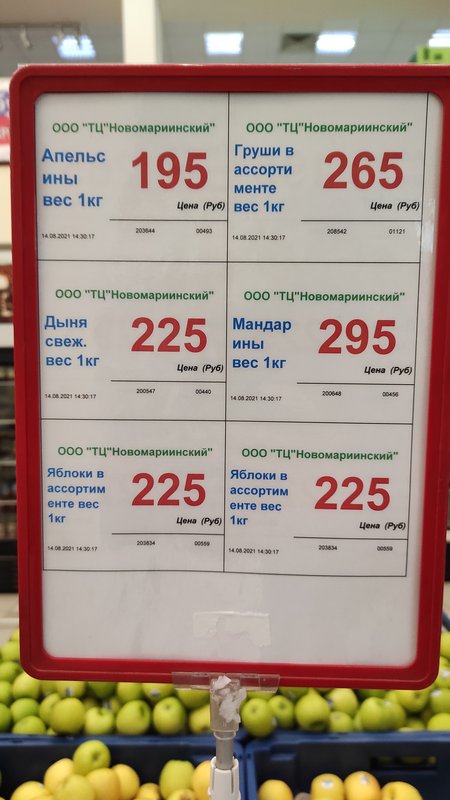 ООО "ТЦ"Новомариинский"
Апельс
ины
вес 1кг
195
Цена (Руб)
14.08.2021 14:30:17
203644
00493
ООО "ТЦ"Новомариинский"
Груши в
ассорти
менте
вес 1кг
265
Цена (Руб)
14.08.2021 14:30:17
208542
01121
ООО "ТЦ"Новомариинский"
Дыня
свеж.
вес 1кг
225
Цена (Руб)
14.08.2021 14:30:17
200547
00440
ООО "ТЦ"Новомариинский"
Мандар
ины
вес 1кг
295
Цена (Руб)
14.08.2021 14:30:17
200648
00456
ООО "ТЦ"Новомариинский"
Яблоки в
ассортим
енте вес
1кг
225
Цена (Руб)
14.08.2021 14:30:17
203834
00559
ООО "ТЦ"Новомариинский"
Яблоки в
ассортим
енте вес
1кг
225
Цена (Руб)
14.08.2021 14:30:17
203834
00559